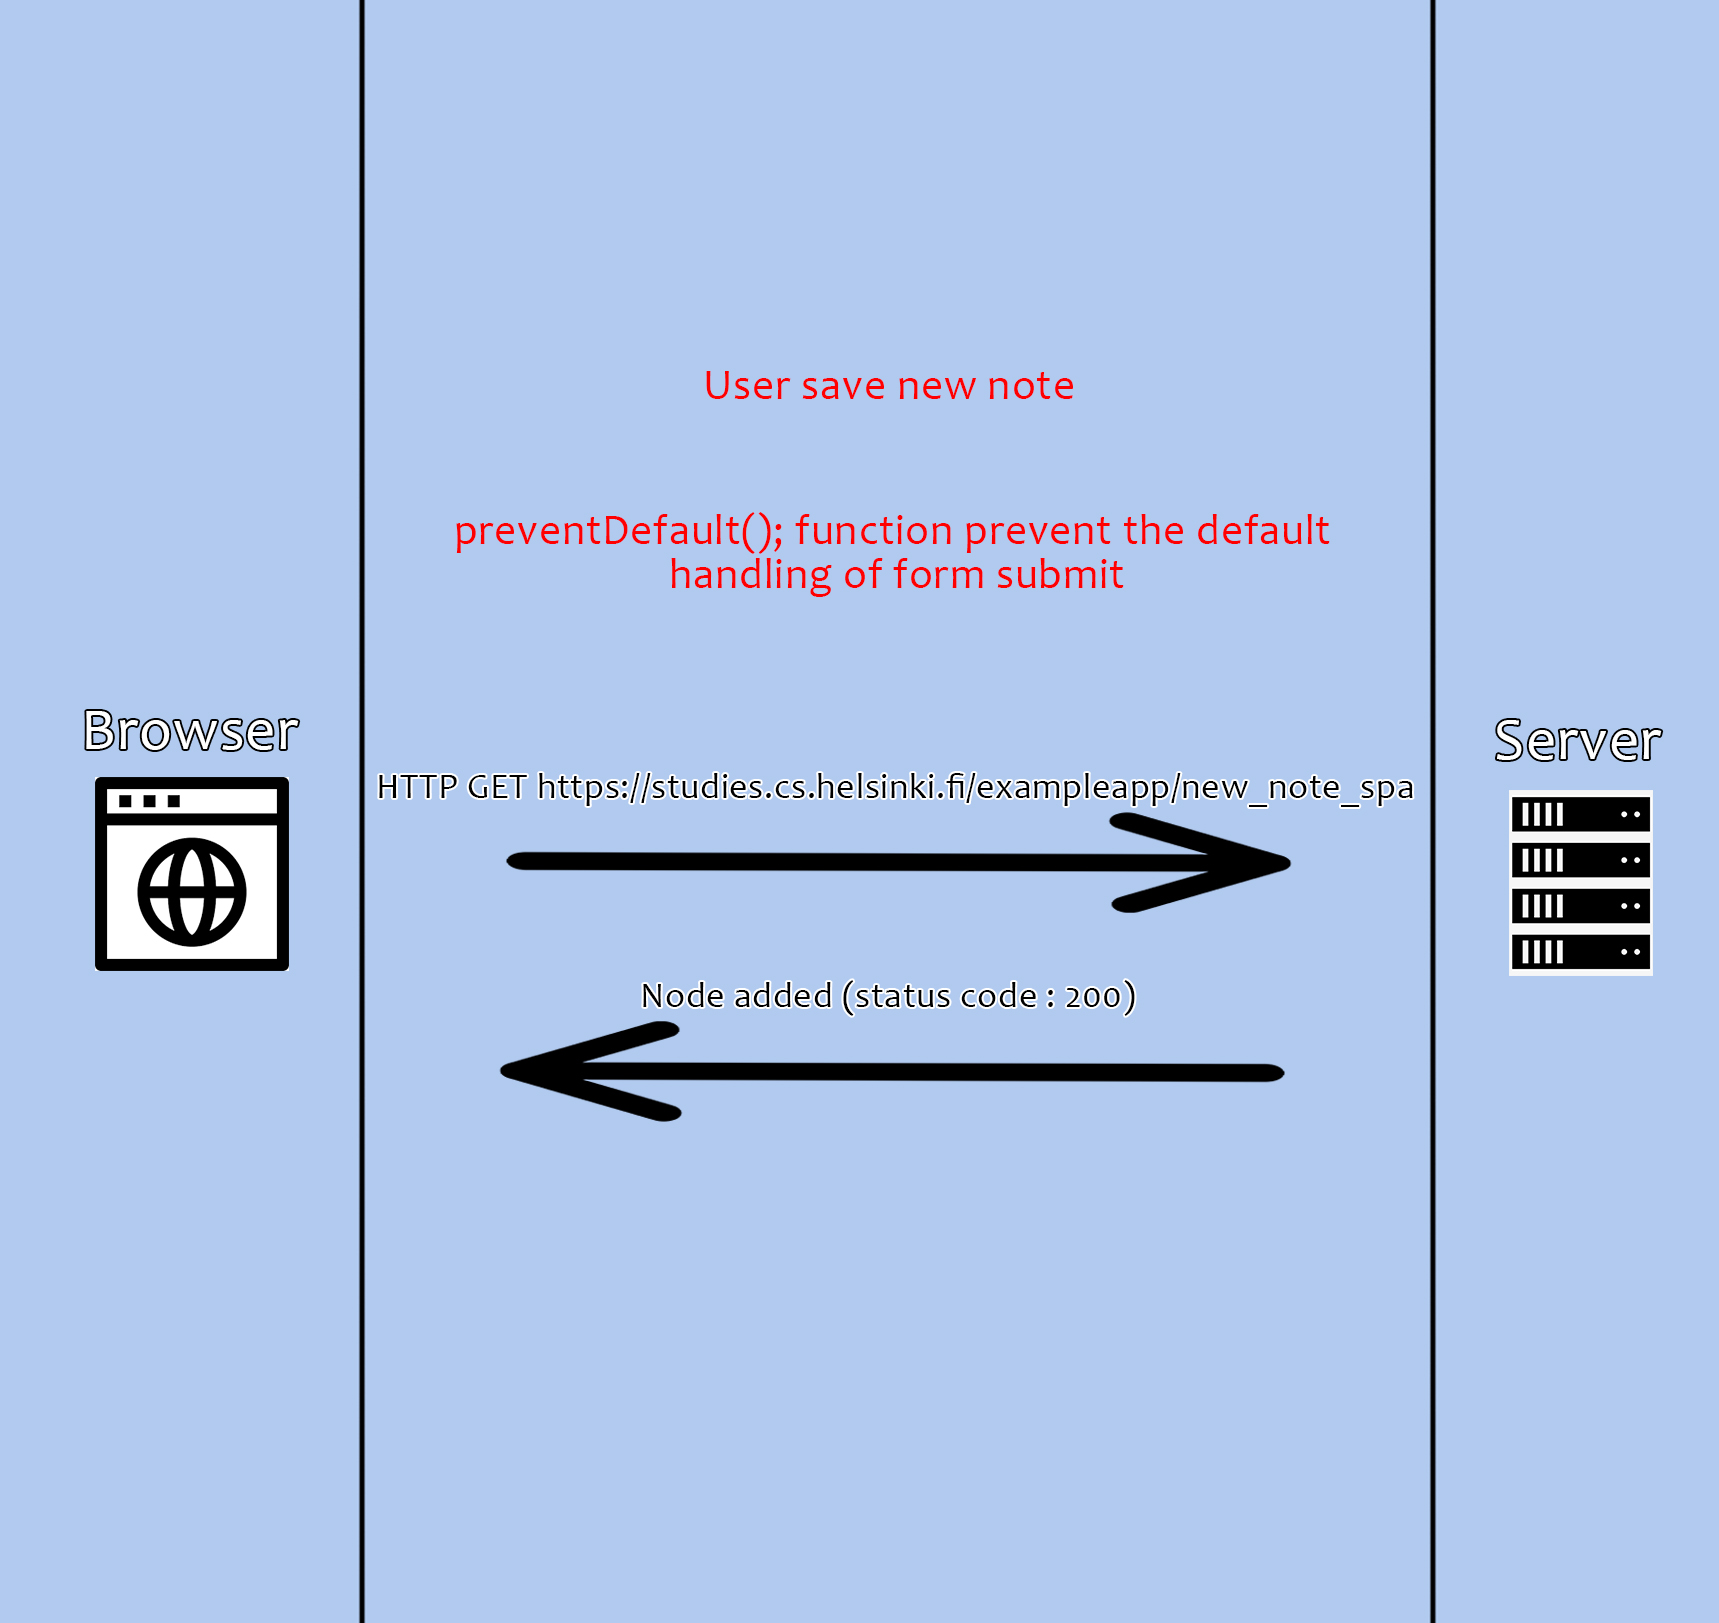 User save new note
preventDefault(); function prevent the default
handling of form submit
Browser
Server
HTTP GET https://studies.cs.helsinki.fi/exampleapp/new_note_spa
Node added (status code : 200)